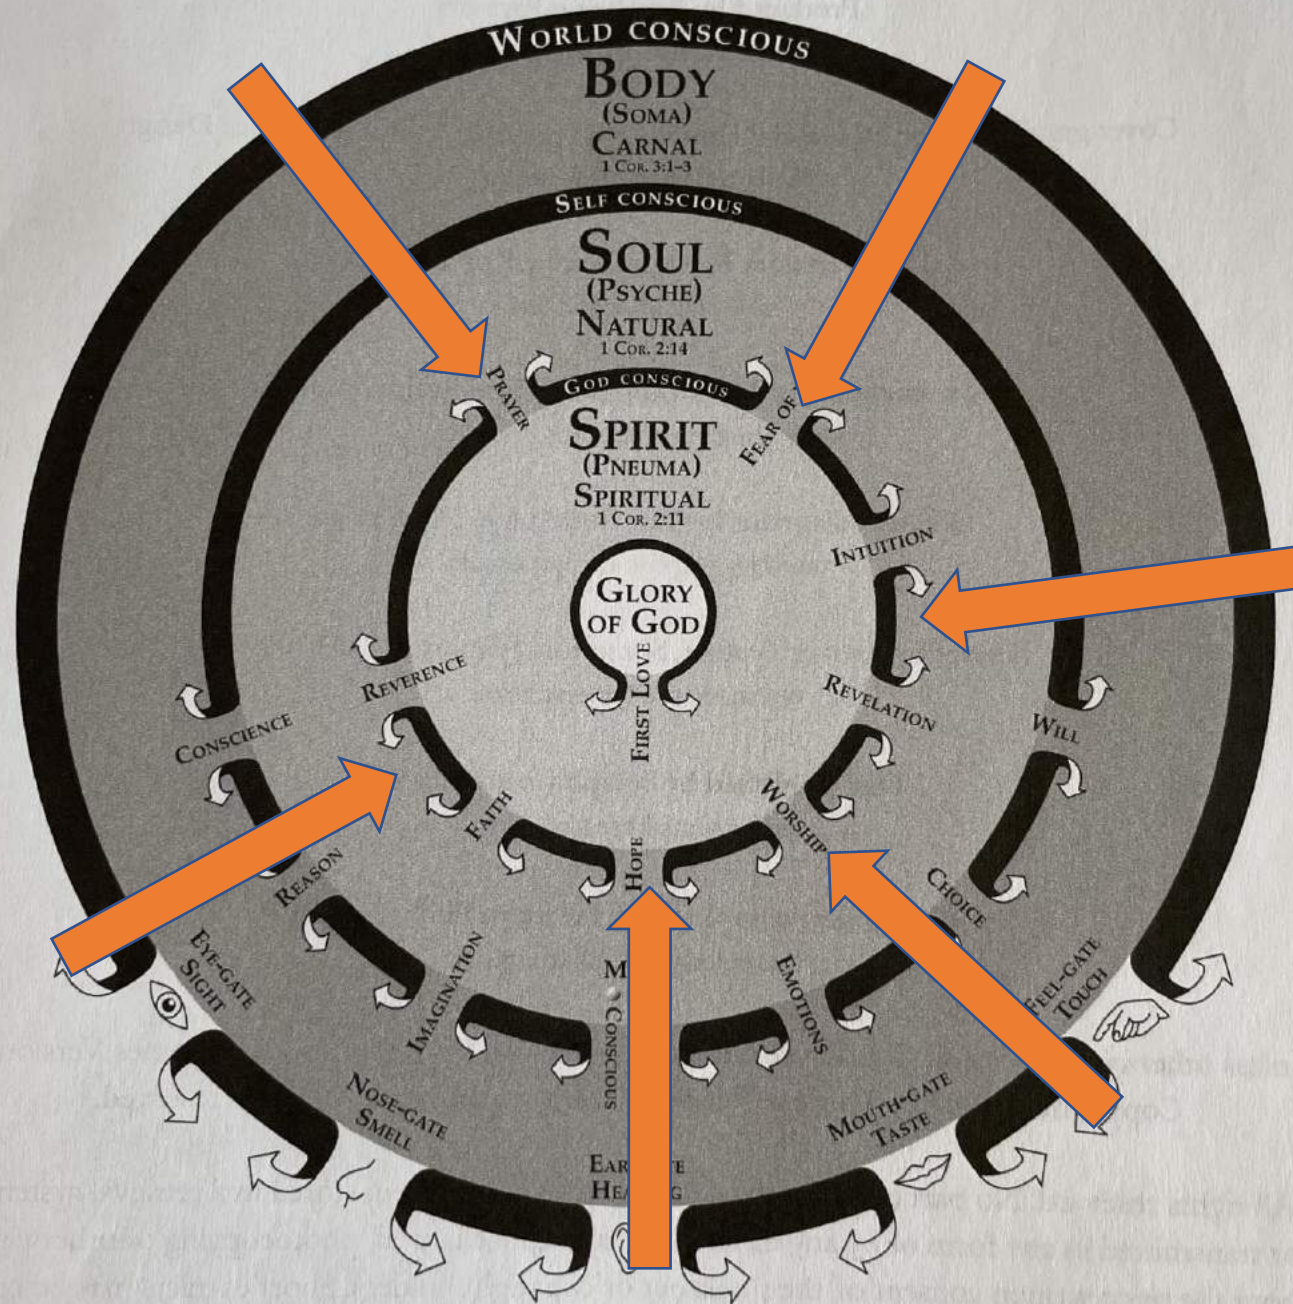 WORLD CONSCIOUS
BODY
(SOMA)
CARNAL
1 COR. 3:1–3
SELF CONSCIOUS
SOUL
(PSYCHE)
NATURAL
1 COR. 2:14
GOD CONSCIOUS
PRAYER
FEAR OF
SPIRIT
(PNEUMA)
SPIRITUAL
1 COR. 2:11
INTUITION
GLORY
OF GOD
FIRST LOVE
REVERENCE
REVELATION
CONSCIENCE
WILL
FAITH
HOPE
WORSHIP
REASON
CHOICE
IMAGINATION
CONSCIOUS
EMOTIONS
EYE-GATE
SIGHT
FEEL-GATE
TOUCH
NOSE-GATE
SMELL
MOUTH-GATE
TASTE